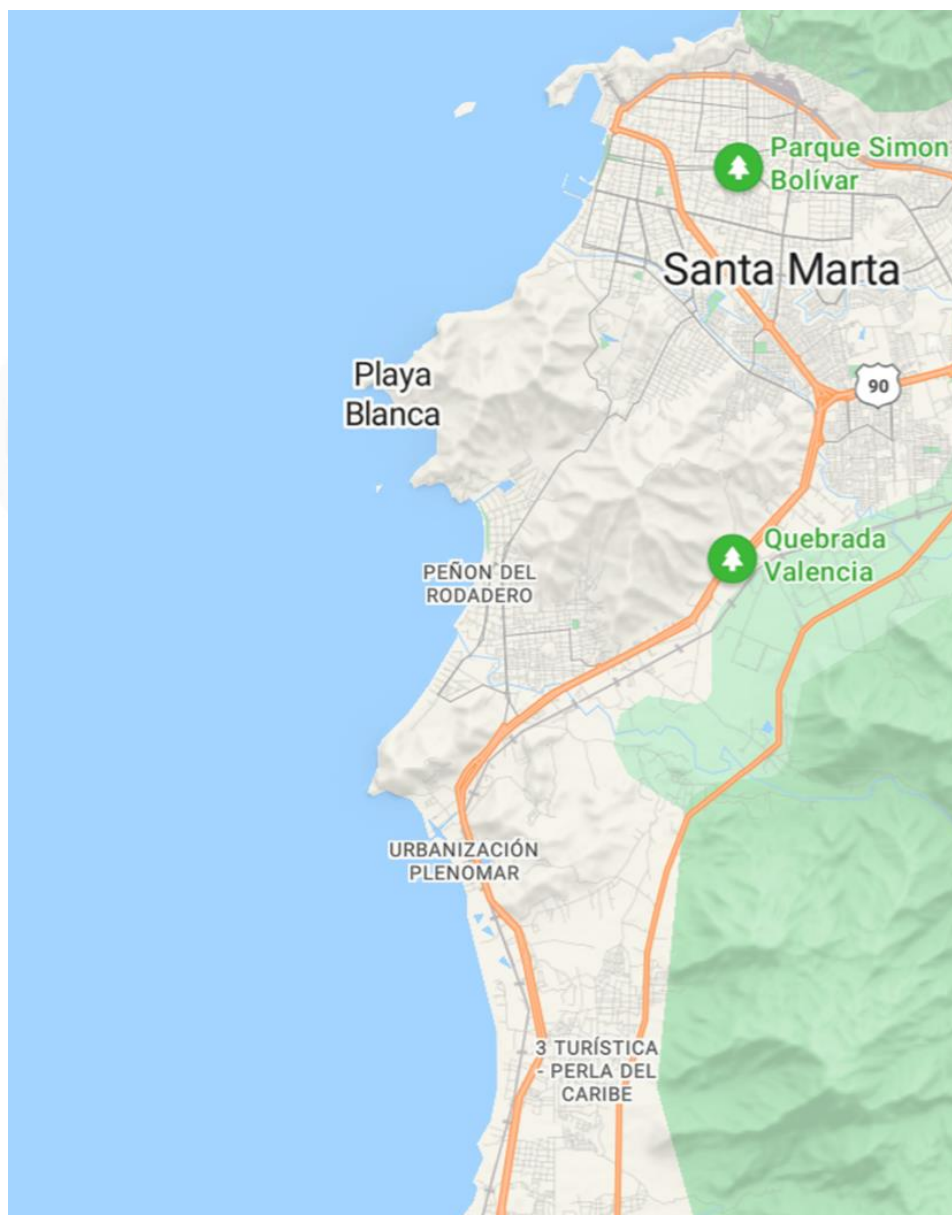 Parque Simon
Bolívar
Santa Marta
Playa
Blanca
90
Quebrada
Valencia
PEÑON DEL
RODADERO
URBANIZACIÓN
PLENOMAR
3 TURÍSTICA
- PERLA DEL
CARIBE